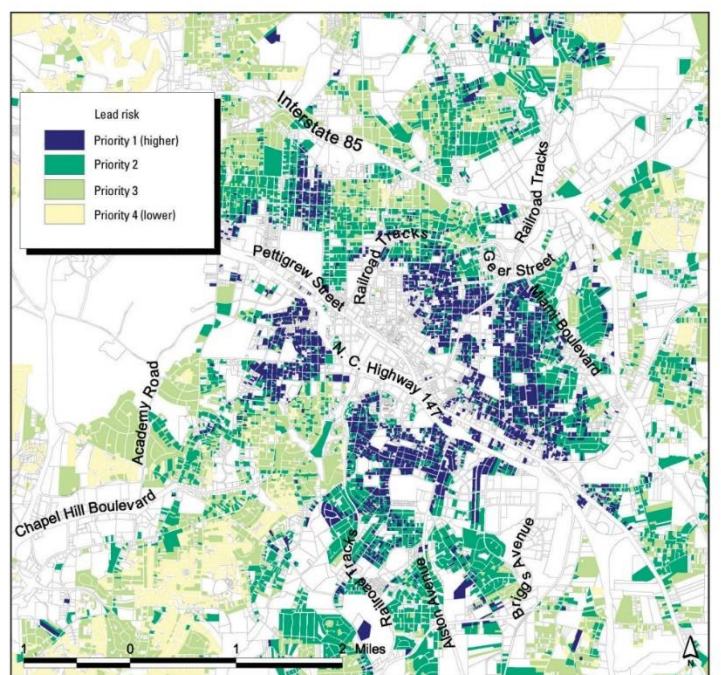 Lead risk
Priority 1 (higher)
Priority 2
Priority 3
Priority 4 (lower)
Interstate 85
Railroad Tracks
Pettigrew Street
Railroad Tracks
Geer Street
Miami Boulevard
N. C. Highway 147
Academy Road
Chapel Hill Boulevard
Railroad Tracks
Alston Avenue
Briggs Avenue
1 0 1 2 Miles
N